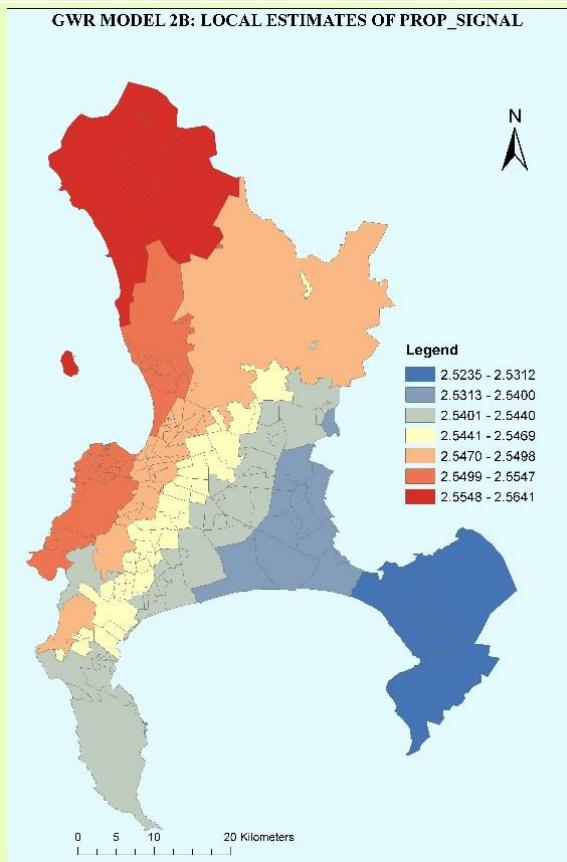 GWR MODEL 2B: LOCAL ESTIMATES OF PROP_SIGNAL
N
Legend
2.5235 - 2.5312
2.5313 - 2.5400
2.5401 - 2.5440
2.5441 - 2.5469
2.5470 - 2.5498
2.5499 - 2.5547
2.5548 - 2.5641
0 5 10 20 Kilometers